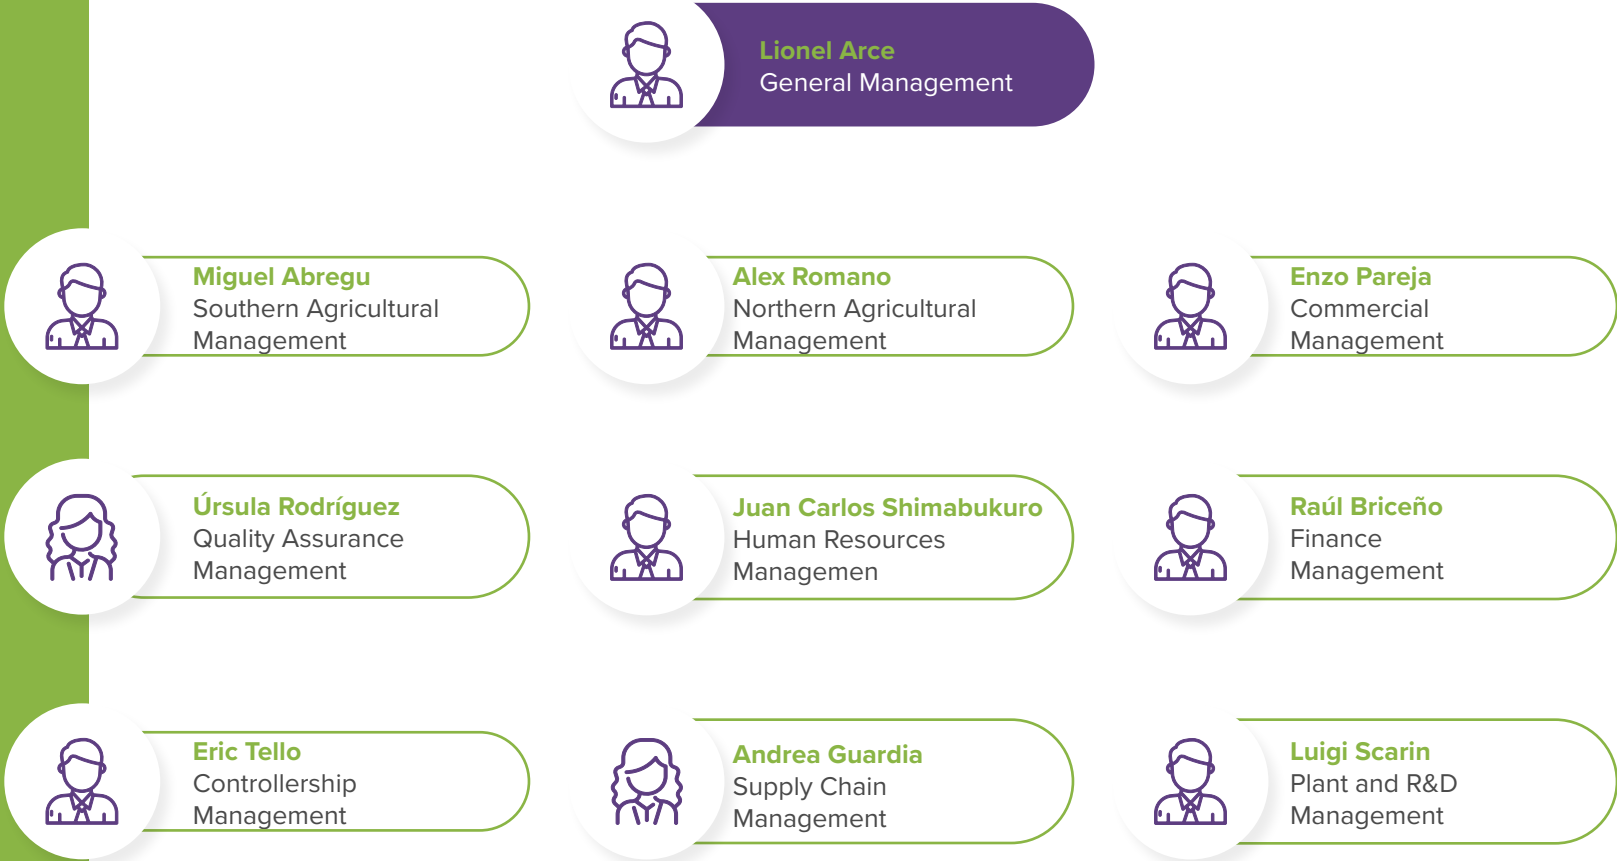 Lionel Arce
General Management
Miguel Abregu
Southern Agricultural
Management
Alex Romano
Northern Agricultural
Management
Enzo Pareja
Commercial
Management
Úrsula Rodríguez
Quality Assurance
Management
Juan Carlos Shimabukuro
Human Resources
Managemen
Raúl Briceño
Finance
Management
Eric Tello
Controllership
Management
Andrea Guardia
Supply Chain
Management
Luigi Scarin
Plant and R&D
Management